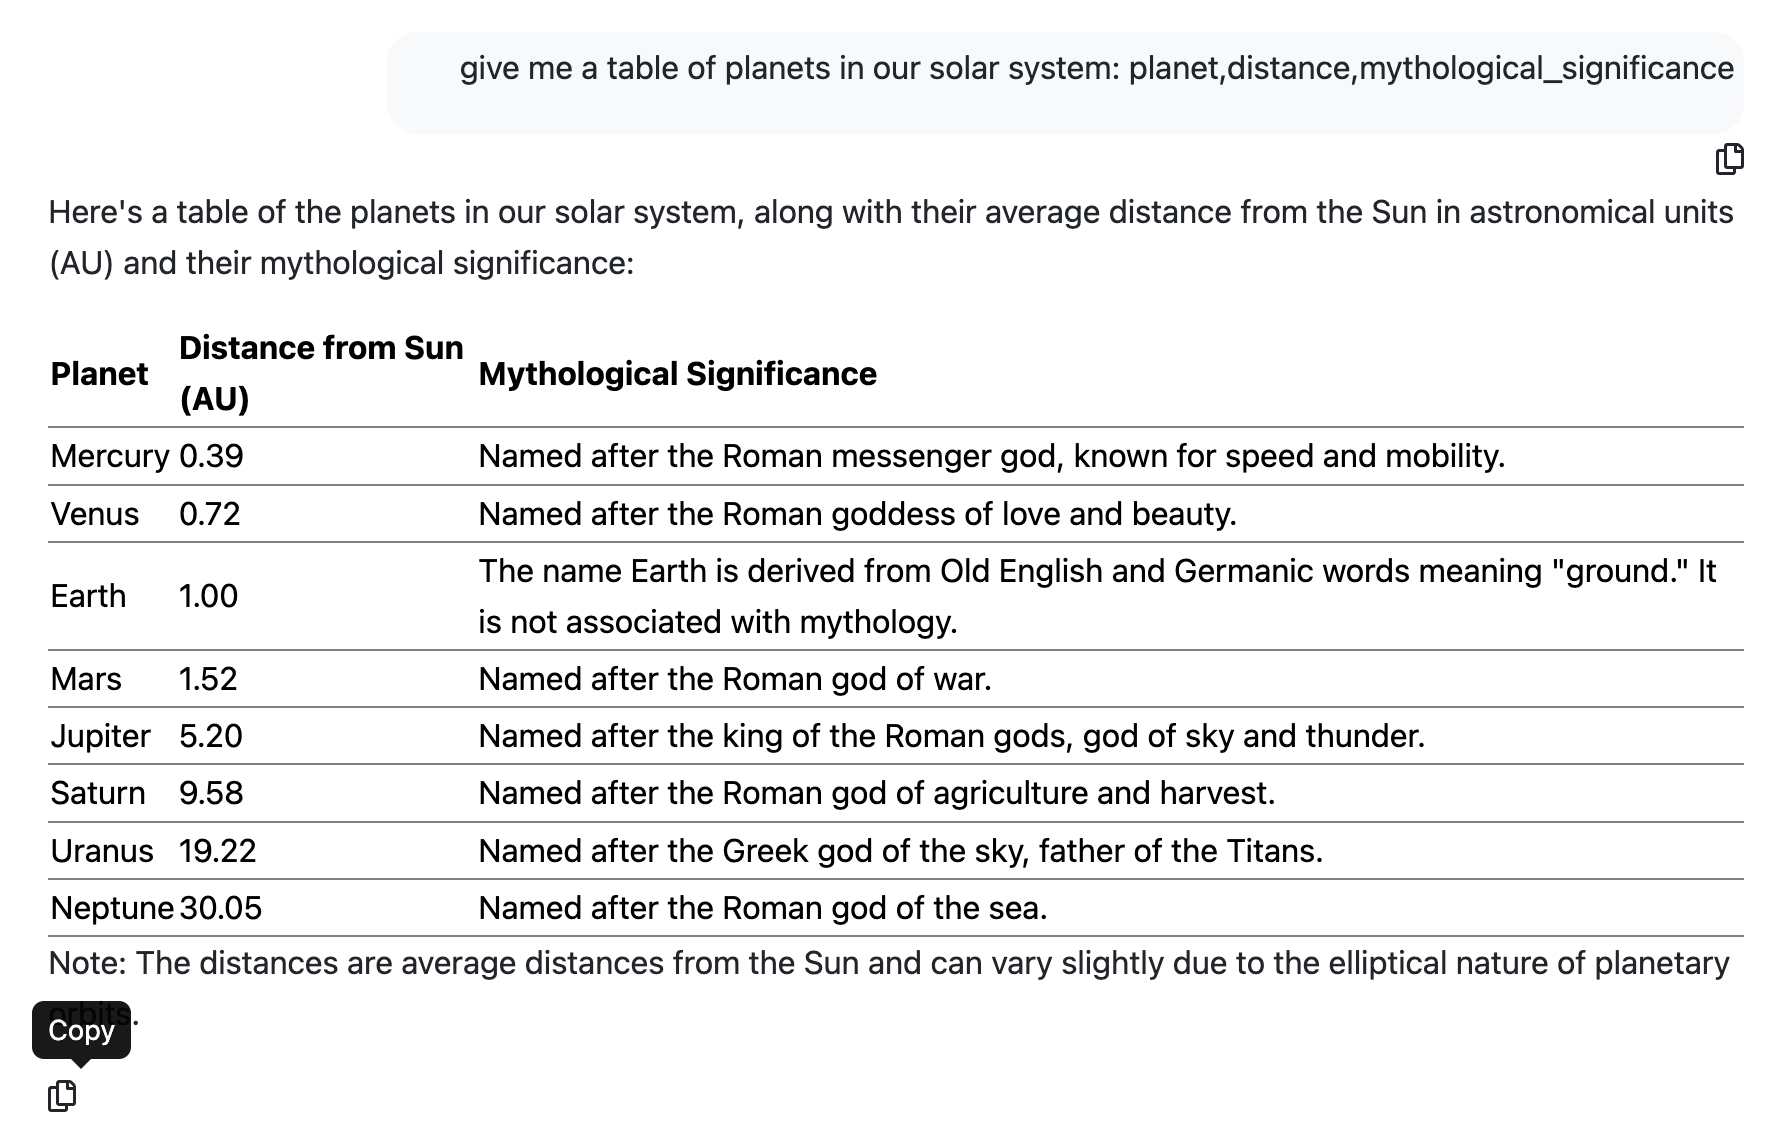 give me a table of planets in our solar system: planet,distance,mythological_significance
Here's a table of the planets in our solar system, along with their average distance from the Sun in astronomical units
(AU) and their mythological significance:
Planet Distance from Sun (AU) Mythological Significance
Mercury 0.39 Named after the Roman messenger god, known for speed and mobility.
Venus 0.72 Named after the Roman goddess of love and beauty.
Earth 1.00 The name Earth is derived from Old English and Germanic words meaning "ground." It
is not associated with mythology.
Mars 1.52 Named after the Roman god of war.
Jupiter 5.20 Named after the king of the Roman gods, god of sky and thunder.
Saturn 9.58 Named after the Roman god of agriculture and harvest.
Uranus 19.22 Named after the Greek god of the sky, father of the Titans.
Neptune 30.05 Named after the Roman god of the sea.
Note: The distances are average distances from the Sun and can vary slightly due to the elliptical nature of planetary
orbits.
Copy